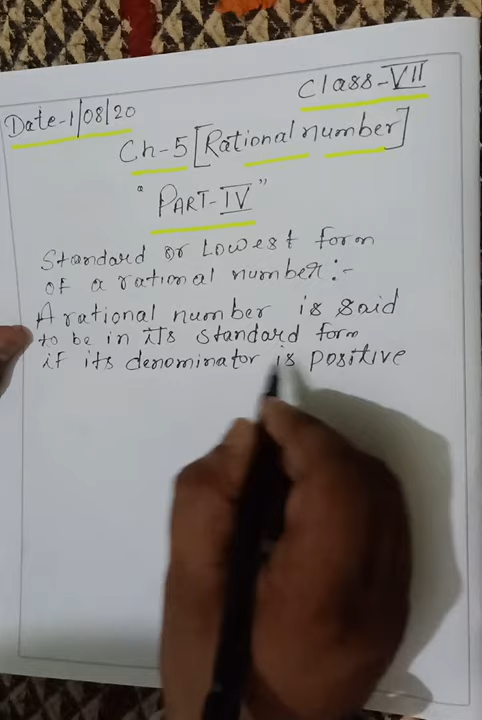 Class-VII
Date-1/08/20
Ch-5 [Rational number]
"PART-IV"
Standard or Lowest form
of a rational number:-
A rational number is said
to be in its standard form
if its denominator is positive